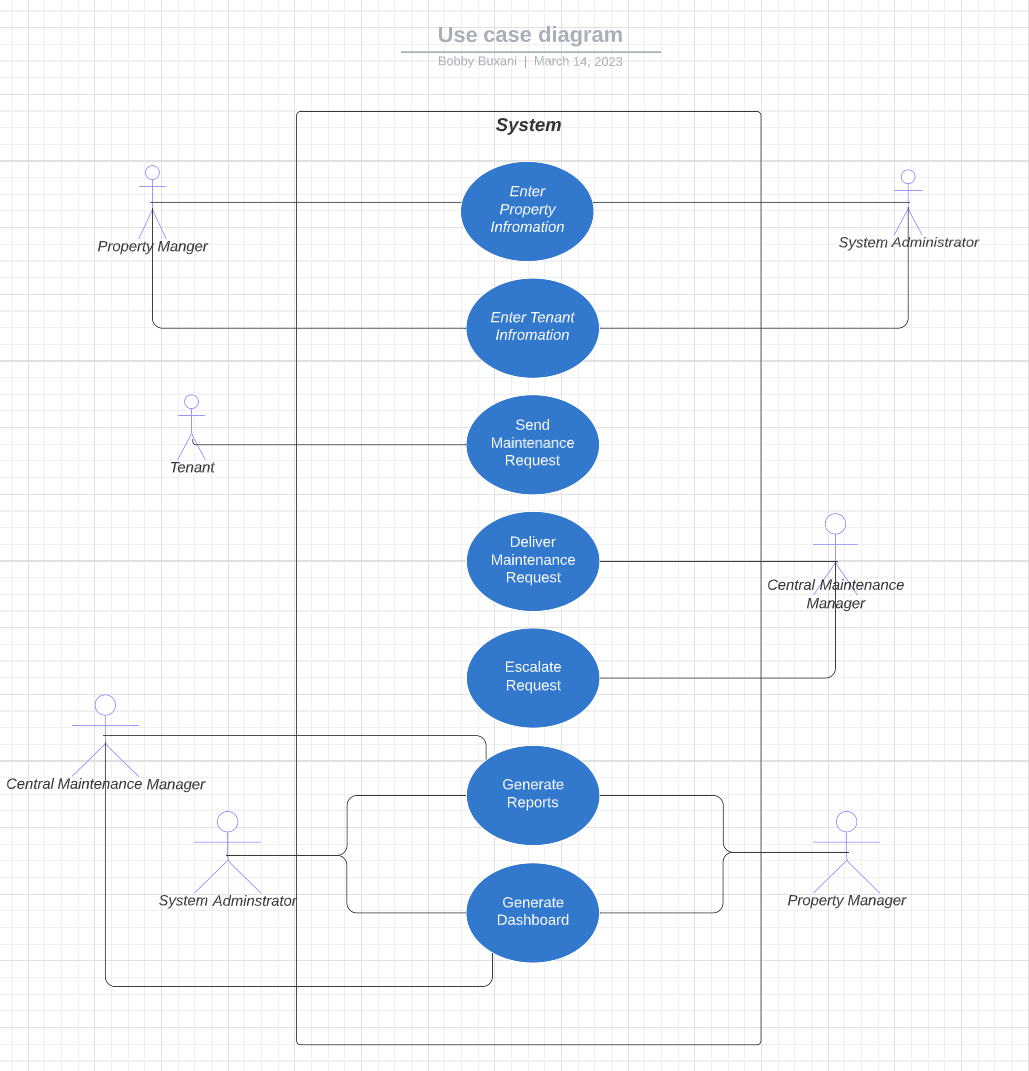 Use case diagram
Bobby Buxani | March 14, 2023
System
Enter
Property
Infromation
Property Manger
System Administrator
Enter Tenant
Infromation
Send
Maintenance
Request
Tenant
Deliver
Maintenance
Request
Central Maintenance
Manager
Escalate
Request
Central Maintenance Manager
Generate
Reports
System Adminstrator
Property Manager
Generate
Dashboard